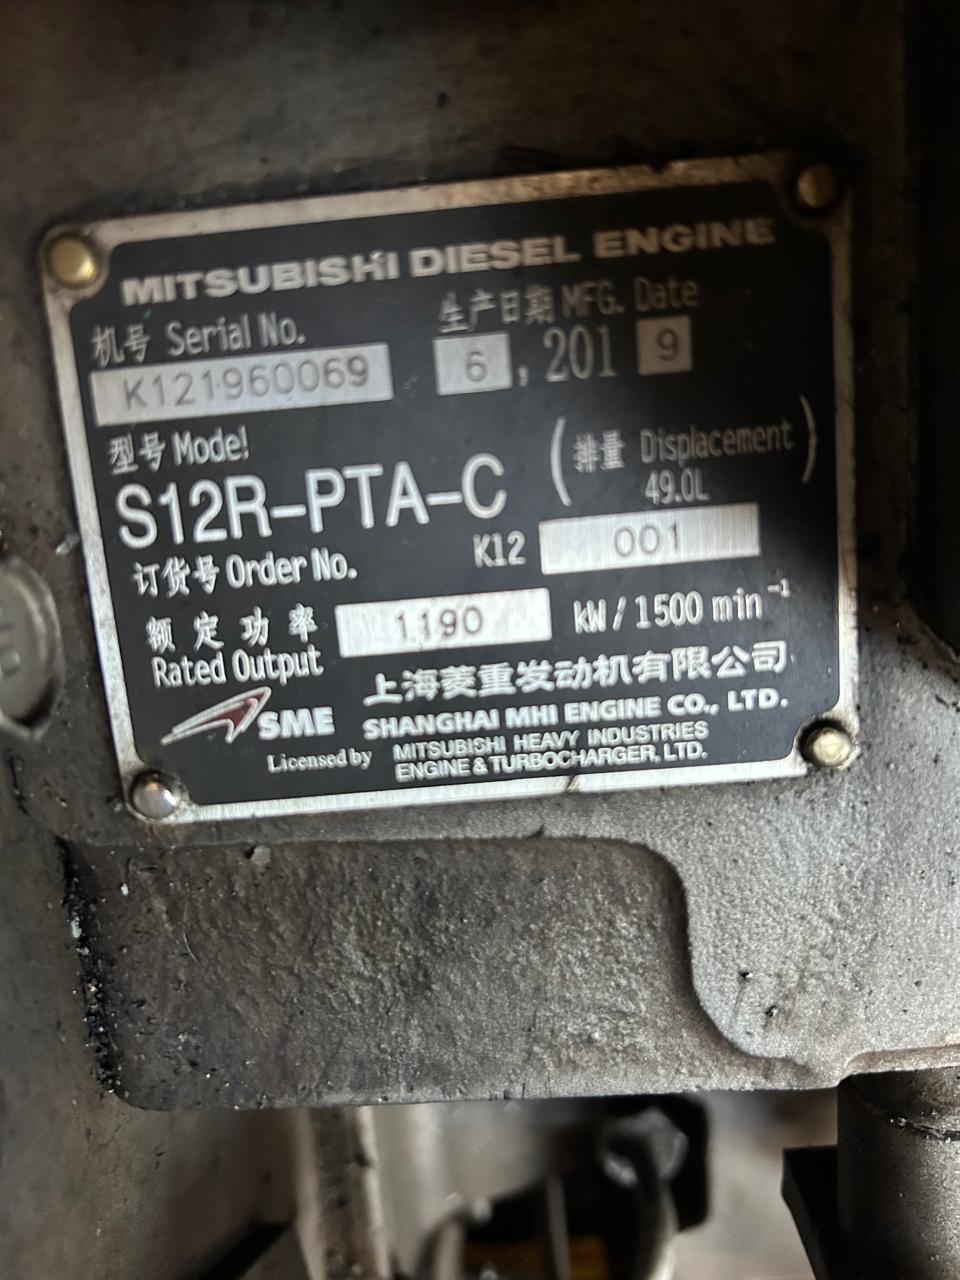 MITSUBISHI DIESEL ENGINE
机号 Serial No. 生产日期 MFG. Date
K121960069 6 , 201 9
型号 Model (排量 Displacement 49.0L)
S12R-PTA-C
订货号 Order No. K12 001
额定功率 Rated Output 1190 kW/1500 min⁻¹
上海菱重发动机有限公司
SME SHANGHAI MHI ENGINE CO., LTD.
Licensed by MITSUBISHI HEAVY INDUSTRIES
ENGINE & TURBOCHARGER, LTD.